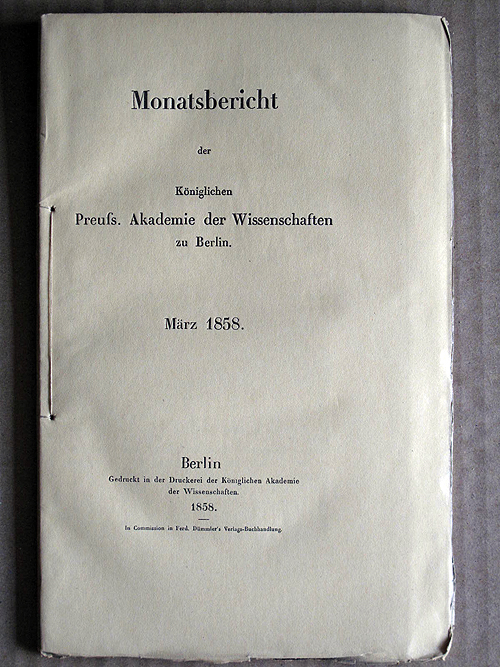 Monatsbericht
der
Königlichen
Preuſs. Akademie der Wissenschaften
zu Berlin.
März 1858.
Berlin
Gedruckt in der Druckerei der Königlichen Akademie
der Wissenschaften.
1858.
In Commission in Ferd. Dümmler's Verlags-Buchhandlung.